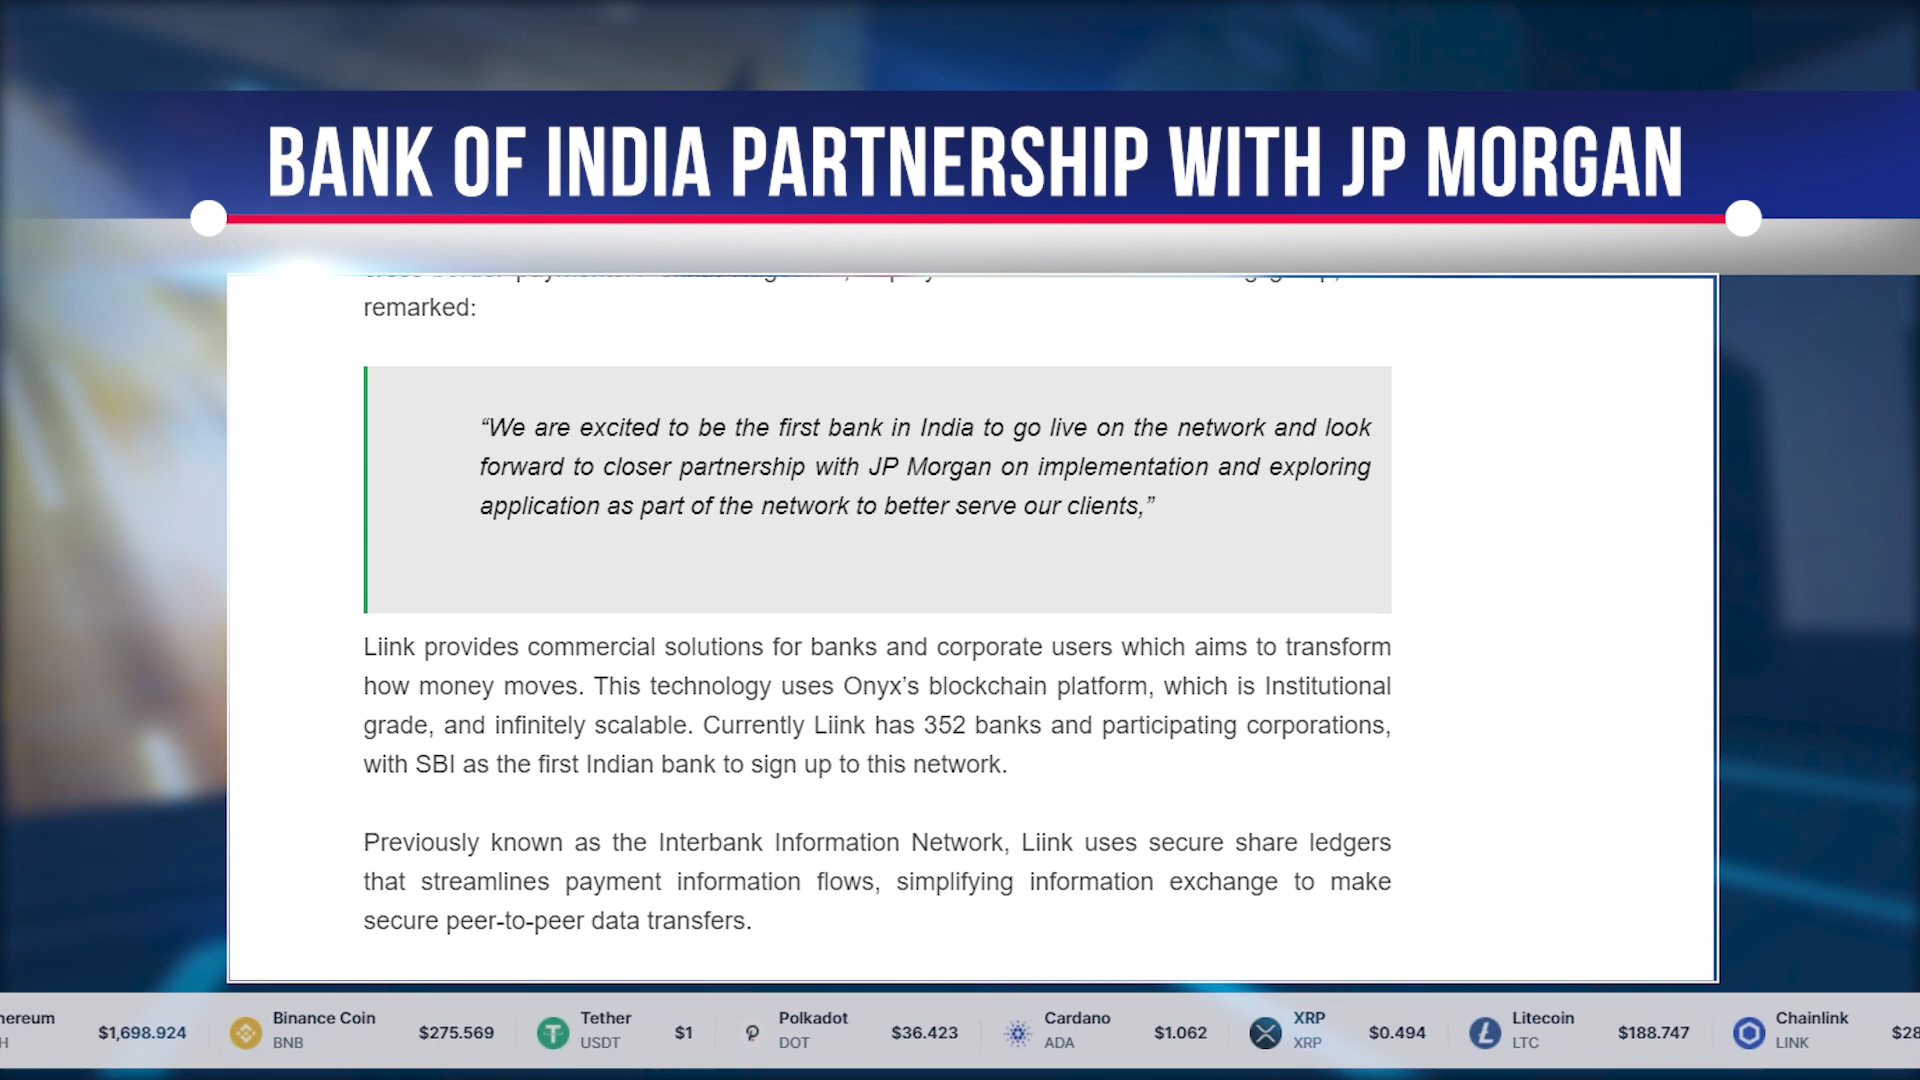 BANK OF INDIA PARTNERSHIP WITH JP MORGAN
remarked:
“We are excited to be the first bank in India to go live on the network and look
forward to closer partnership with JP Morgan on implementation and exploring
application as part of the network to better serve our clients,”
Liink provides commercial solutions for banks and corporate users which aims to transform
how money moves. This technology uses Onyx’s blockchain platform, which is Institutional
grade, and infinitely scalable. Currently Liink has 352 banks and participating corporations,
with SBI as the first Indian bank to sign up to this network.
Previously known as the Interbank Information Network, Liink uses secure share ledgers
that streamlines payment information flows, simplifying information exchange to make
secure peer-to-peer data transfers.
hereum $1,698.924 Binance Coin $275.569 Tether $1 Polkadot $36.423 Cardano $1.062 XRP $0.494 Litecoin $188.747 Chainlink $28
H BNB USDT DOT ADA XRP LTC LINK